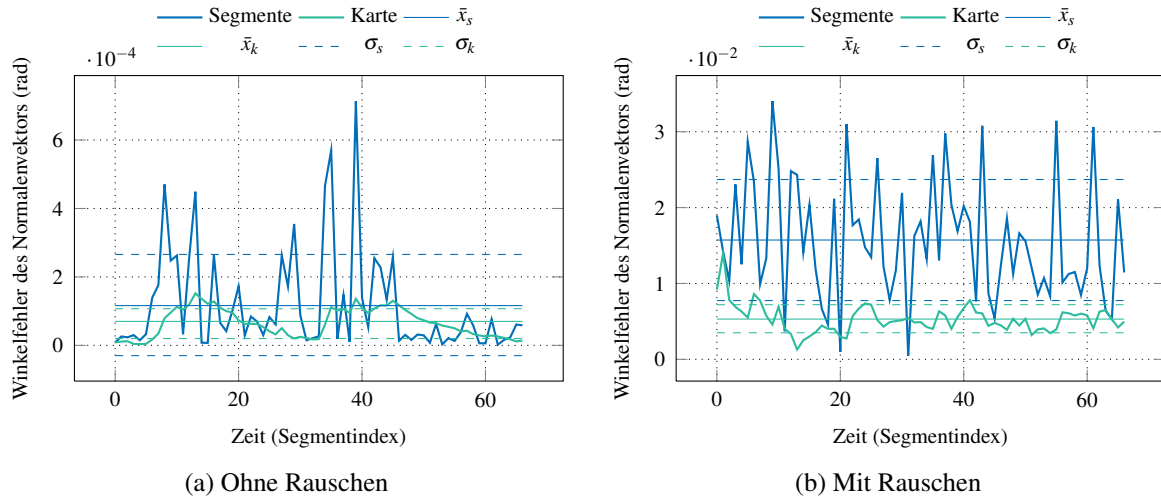 Segmente Karte x̄ₛ
x̄ₖ σₛ σₖ
·10⁻⁴
Winkelfehler des Normalenvektors (rad)
6
4
2
0
0 20 40 60
Zeit (Segmentindex)
(a) Ohne Rauschen
Segmente Karte x̄ₛ
x̄ₖ σₛ σₖ
·10⁻²
Winkelfehler des Normalenvektors (rad)
3
2
1
0
0 20 40 60
Zeit (Segmentindex)
(b) Mit Rauschen